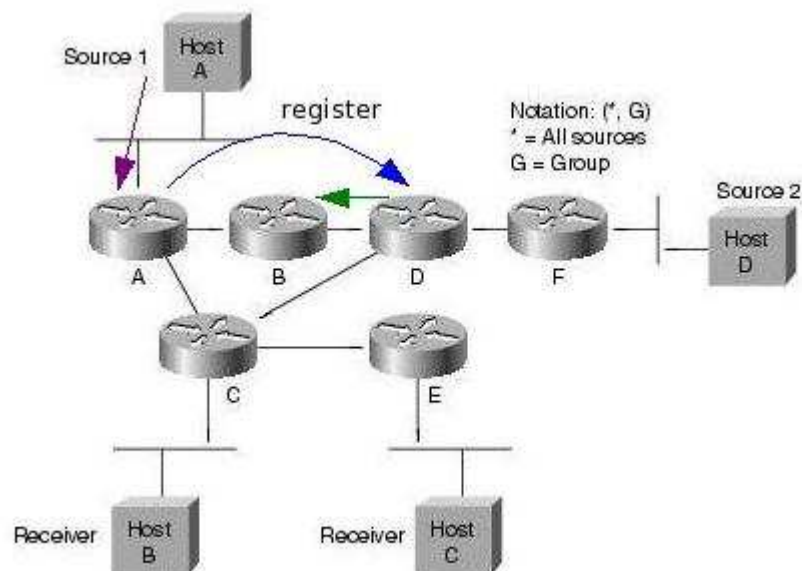 Source 1
Host
A
register
Notation: (*, G)
* = All sources
G = Group
Source 2
Host
D
A
B
D
F
C
E
Receiver
Host
B
Receiver
Host
C